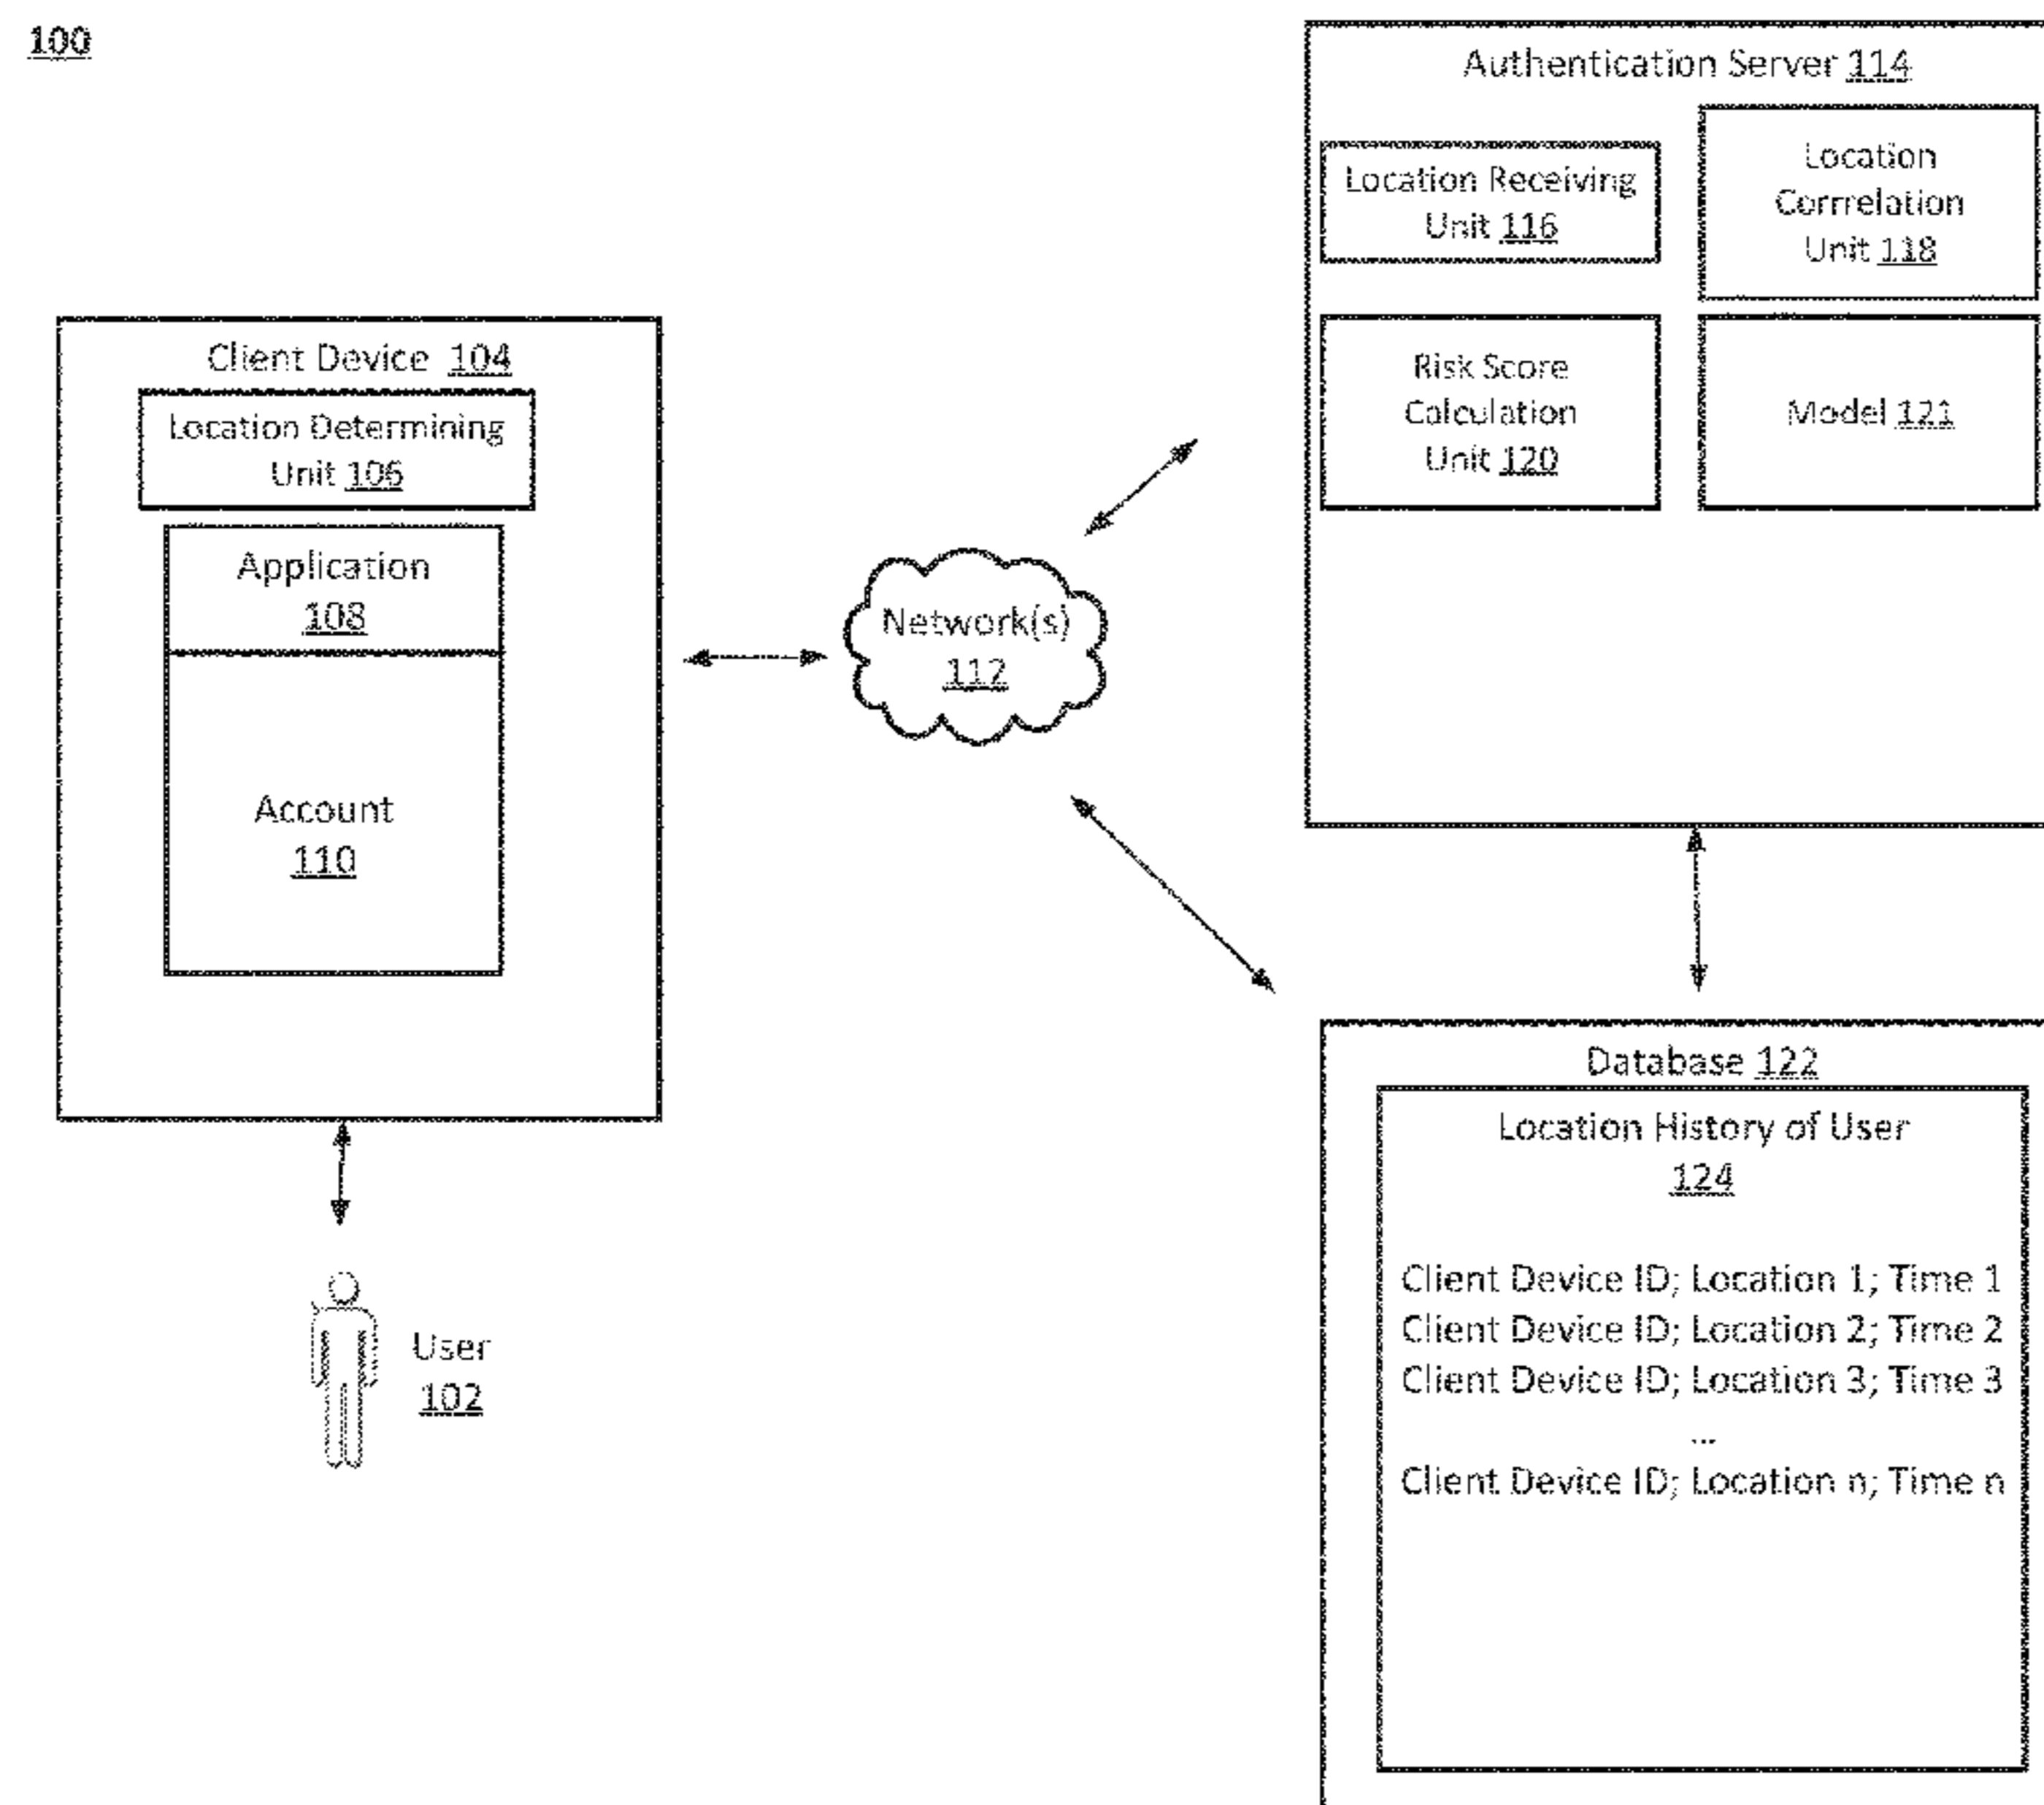 100
Authentication Server 114
Location Receiving
Unit 116
Location
Corrrelation
Unit 118
Risk Score
Calculation
Unit 120
Model 121
Client Device 104
Location Determining
Unit 106
Application
108
Account
110
Network(s)
112
User
102
Database 122
Location History of User
124
Client Device ID; Location 1; Time 1
Client Device ID; Location 2; Time 2
Client Device ID; Location 3; Time 3
...
Client Device ID; Location n; Time n